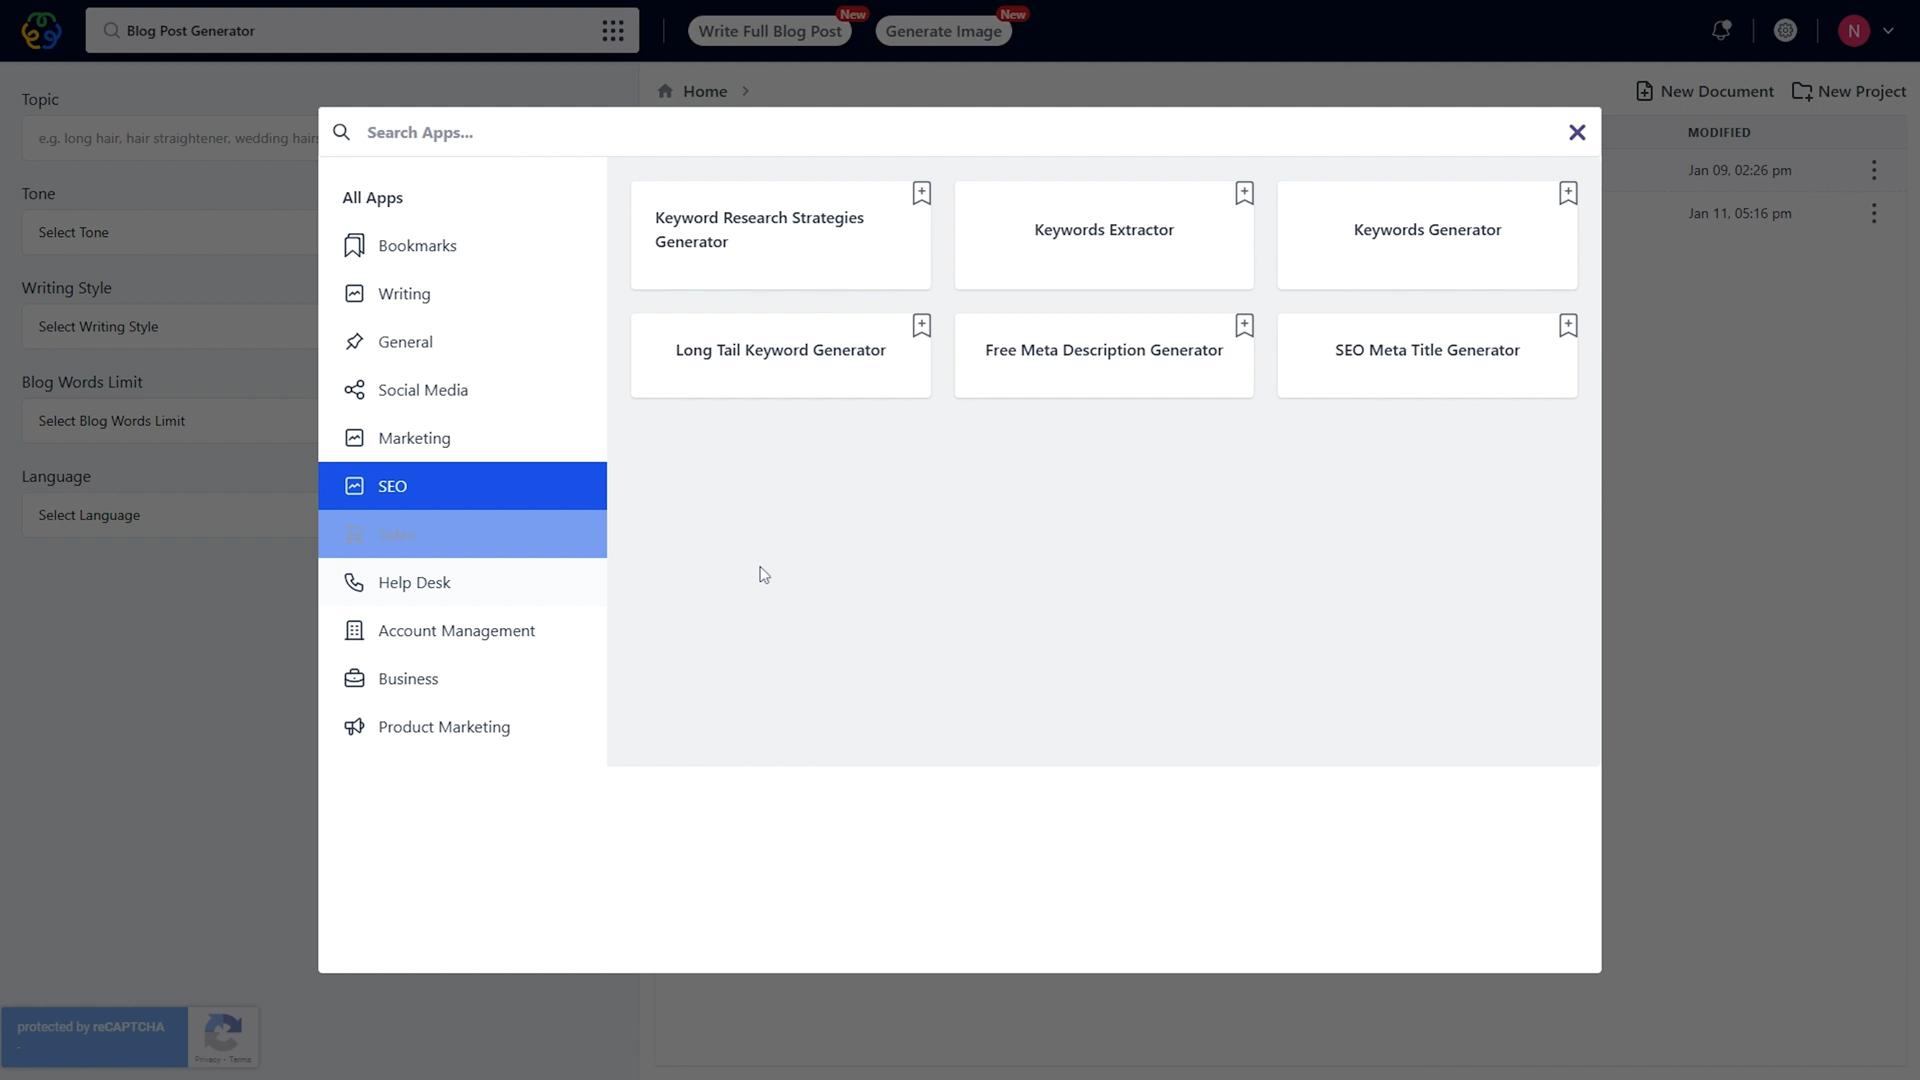 Blog Post Generator
Write Full Blog Post
New
Generate Image
New
N
Topic
e.g. long hair, hair straightener, wedding hairs
Tone
Select Tone
Writing Style
Select Writing Style
Blog Words Limit
Select Blog Words Limit
Language
Select Language
Home
New Document
New Project
MODIFIED
Jan 09, 02:26 pm
Jan 11, 05:16 pm
Search Apps...
All Apps
Bookmarks
Writing
General
Social Media
Marketing
SEO
Sales
Help Desk
Account Management
Business
Product Marketing
Keyword Research Strategies
Generator
Keywords Extractor
Keywords Generator
Long Tail Keyword Generator
Free Meta Description Generator
SEO Meta Title Generator
protected by reCAPTCHA
-
Privacy - Terms